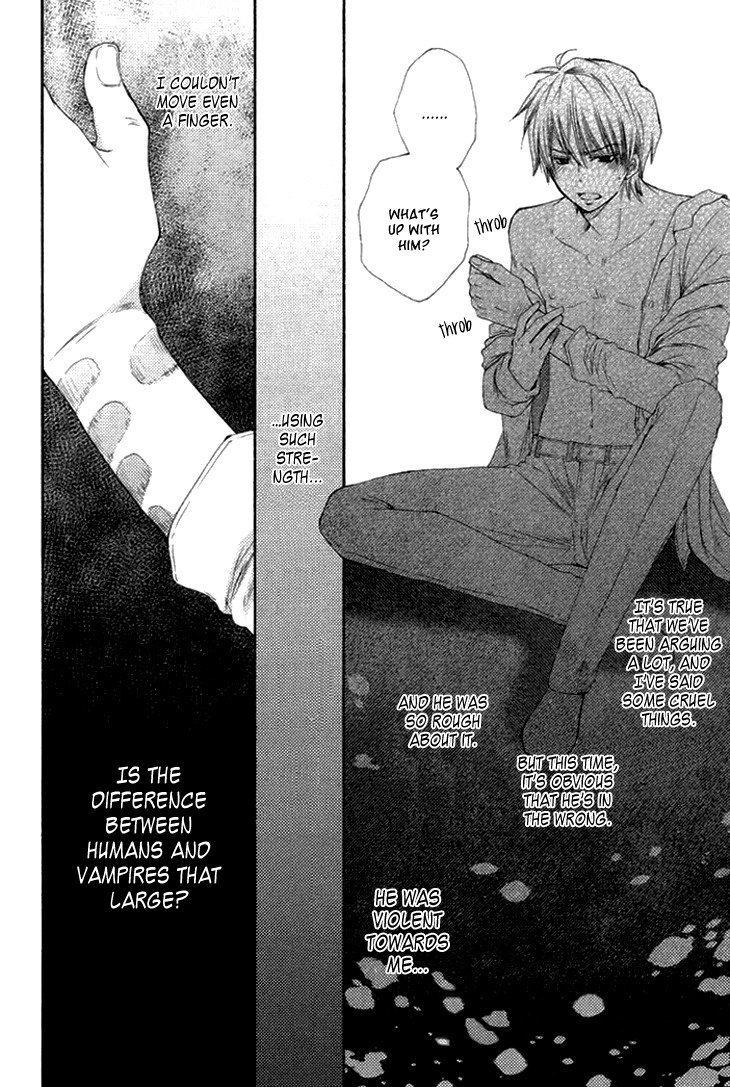 ......
WHAT'S
UP WITH
HIM?
throb
throb
IT'S TRUE
THAT WE'VE
BEEN ARGUING
A LOT, AND
I'VE SAID
SOME CRUEL
THINGS.
BUT THIS TIME,
IT'S OBVIOUS
THAT HE'S IN
THE WRONG.
AND HE WAS
SO ROUGH
ABOUT IT.
HE WAS
VIOLENT
TOWARDS
ME...
...USING
SUCH
STRE-
NGTH...
I COULDN'T
MOVE EVEN
A FINGER.
IS THE
DIFFERENCE
BETWEEN
HUMANS AND
VAMPIRES THAT
LARGE?